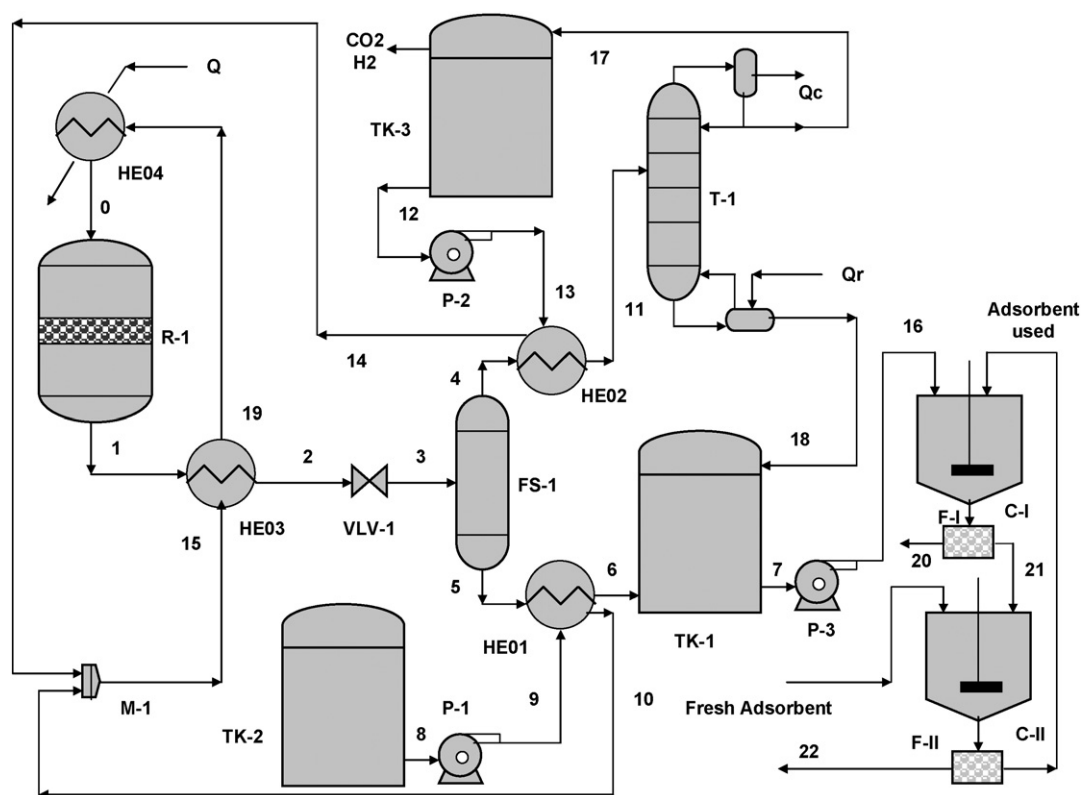 CO2
H2
17
Q
Qc
TK-3
HE04
T-1
0
12
13
11
Qr
P-2
16
Adsorbent
used
R-1
14
4
HE02
19
18
1
2
3
FS-1
HE03
VLV-1
F-I
C-I
15
20
21
5
6
7
P-3
HE01
TK-1
M-1
9
10
Fresh Adsorbent
TK-2
8
P-1
22
F-II
C-II